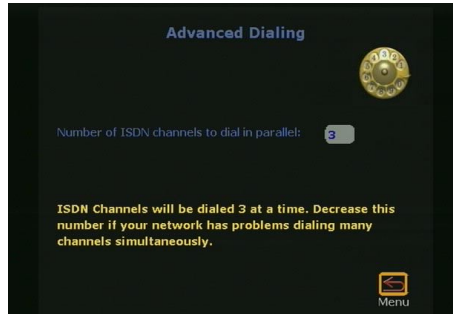 Advanced Dialing
Number of ISDN channels to dial in parallel: 3
ISDN Channels will be dialed 3 at a time. Decrease this
number if your network has problems dialing many
channels simultaneously.
Menu